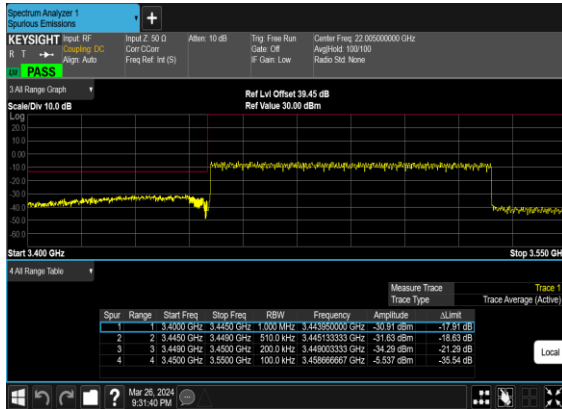 Spectrum Analyzer 1
Spurious Emissions
+
KEYSIGHT
R T
LV PASS
Input: RF
Coupling: DC
Align: Auto
Input Z: 50 Ω
Corr CCorr
Freq Ref: Int (S)
Atten: 10 dB
Trig: Free Run
Gate: Off
IF Gain: Low
Center Freq: 22.005000000 GHz
Avg|Hold: 100/100
Radio Std: None
3 All Range Graph
Scale/Div 10.0 dB
Ref Lvl Offset 39.45 dB
Ref Value 30.00 dBm
Log
20.0
10.0
0.00
-10.0
-20.0
-30.0
-40.0
-50.0
-60.0
Start 3.400 GHz
Stop 3.550 GHz
4 All Range Table
Measure Trace Trace 1
Trace Type Trace Average (Active)
Spur Range Start Freq Stop Freq RBW Frequency Amplitude ΔLimit
1 1 3.4000 GHz 3.4450 GHz 1.000 MHz 3.443950000 GHz -30.91 dBm -17.91 dB
2 2 3.4450 GHz 3.4490 GHz 510.0 kHz 3.445133333 GHz -31.63 dBm -18.63 dB
3 3 3.4490 GHz 3.4500 GHz 200.0 kHz 3.449003333 GHz -34.29 dBm -21.29 dB
4 4 3.4500 GHz 3.5500 GHz 100.0 kHz 3.458666667 GHz -5.537 dBm -35.54 dB
Local
?
Mar 26, 2024
9:31:40 PM